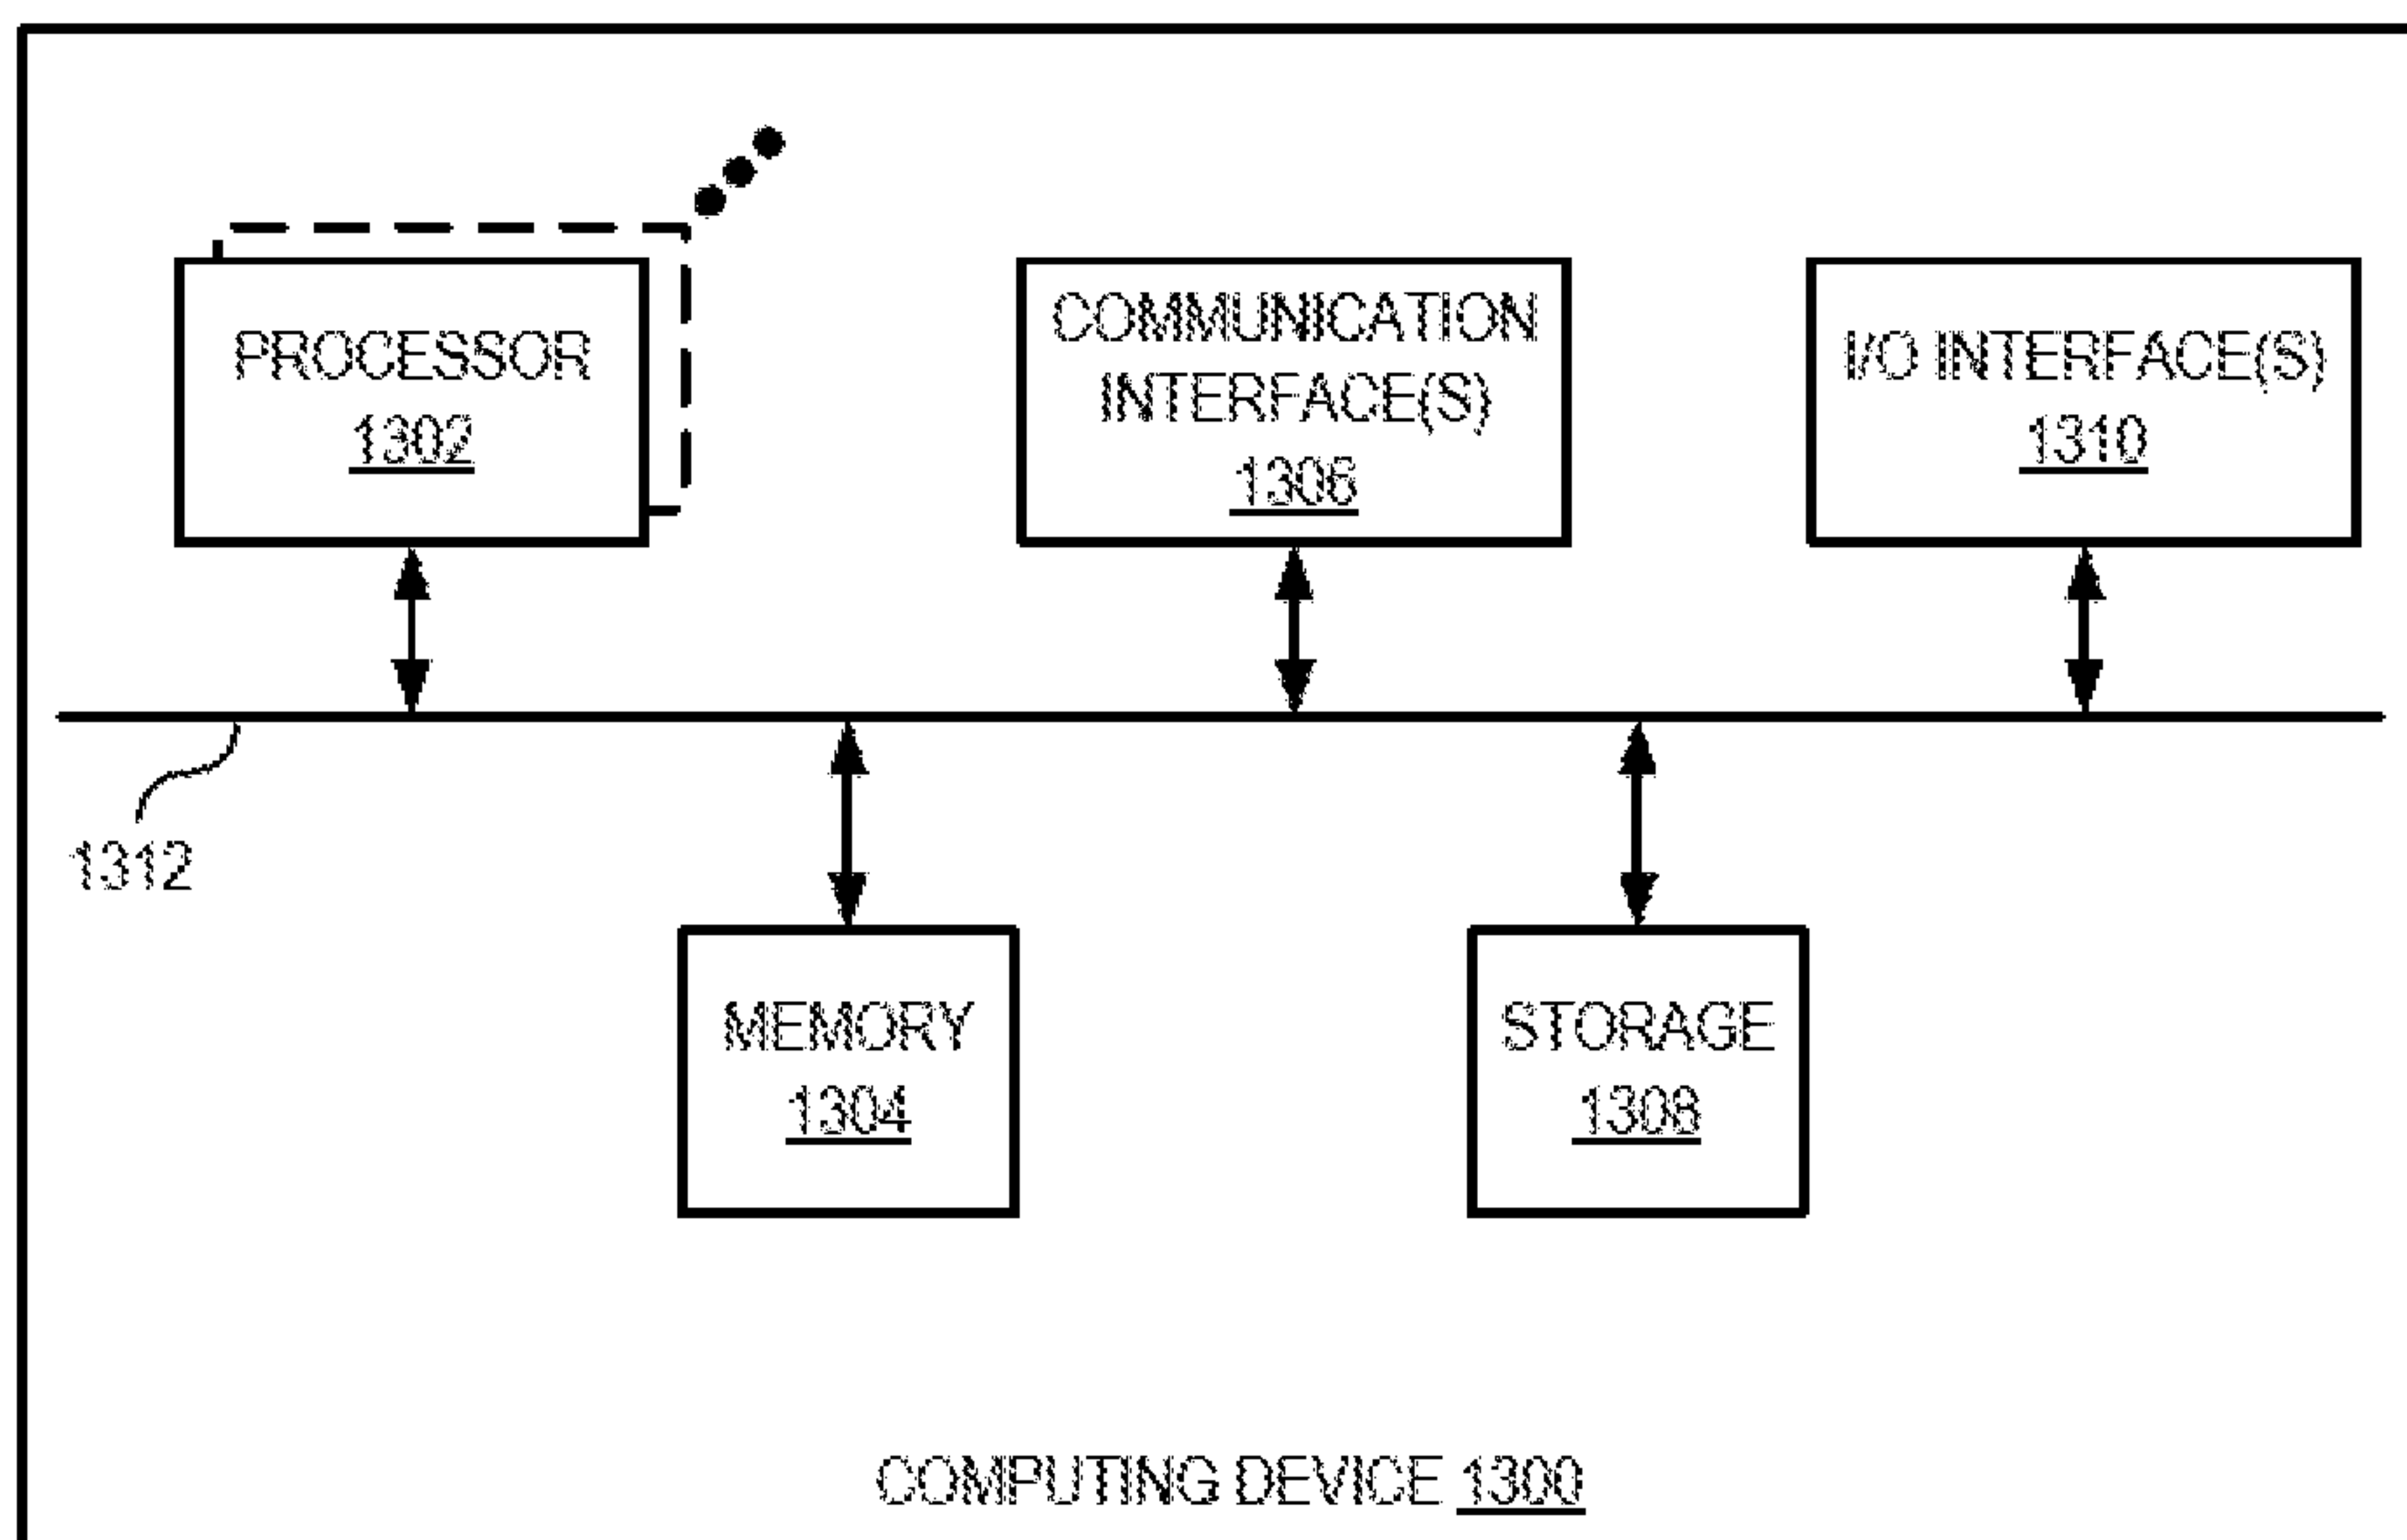 PROCESSOR
1302
COMMUNICATION
INTERFACE(S)
1306
I/O INTERFACE(S)
1310
1312
MEMORY
1304
STORAGE
1308
COMPUTING DEVICE 1300